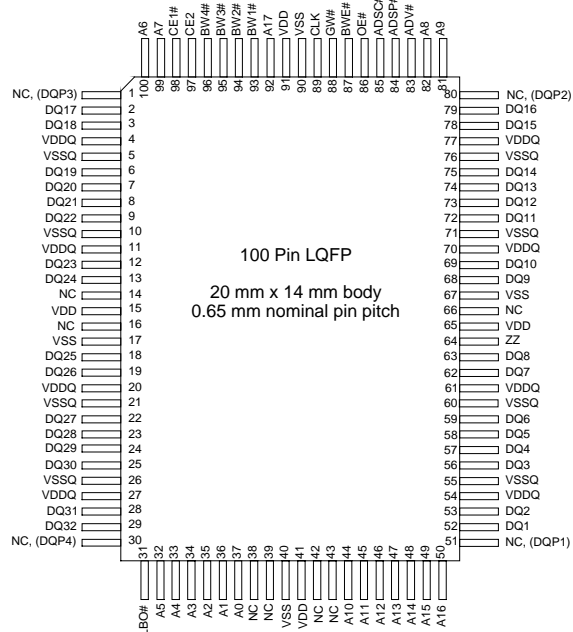 A6
A7
CE1#
CE2
BW4#
BW3#
BW2#
BW1#
A17
VDD
VSS
CLK
GW#
BWE#
OE#
ADSC#
ADSP#
ADV#
A8
A9
100
99
98
97
96
95
94
93
92
91
90
89
88
87
86
85
84
83
82
81
NC, (DQP3) 1
DQ17 2
DQ18 3
VDDQ 4
VSSQ 5
DQ19 6
DQ20 7
DQ21 8
DQ22 9
VSSQ 10
VDDQ 11
DQ23 12
DQ24 13
NC 14
VDD 15
NC 16
VSS 17
DQ25 18
DQ26 19
VDDQ 20
VSSQ 21
DQ27 22
DQ28 23
DQ29 24
DQ30 25
VSSQ 26
VDDQ 27
DQ31 28
DQ32 29
NC, (DQP4) 30
100 Pin LQFP
20 mm x 14 mm body
0.65 mm nominal pin pitch
80 NC, (DQP2)
79 DQ16
78 DQ15
77 VDDQ
76 VSSQ
75 DQ14
74 DQ13
73 DQ12
72 DQ11
71 VSSQ
70 VDDQ
69 DQ10
68 DQ9
67 VSS
66 NC
65 VDD
64 ZZ
63 DQ8
62 DQ7
61 VDDQ
60 VSSQ
59 DQ6
58 DQ5
57 DQ4
56 DQ3
55 VSSQ
54 VDDQ
53 DQ2
52 DQ1
51 NC, (DQP1)
31
32
33
34
35
36
37
38
39
40
41
42
43
44
45
46
47
48
49
50
LBO#
A5
A4
A3
A2
A1
A0
NC
NC
VSS
VDD
NC
NC
A10
A11
A12
A13
A14
A15
A16